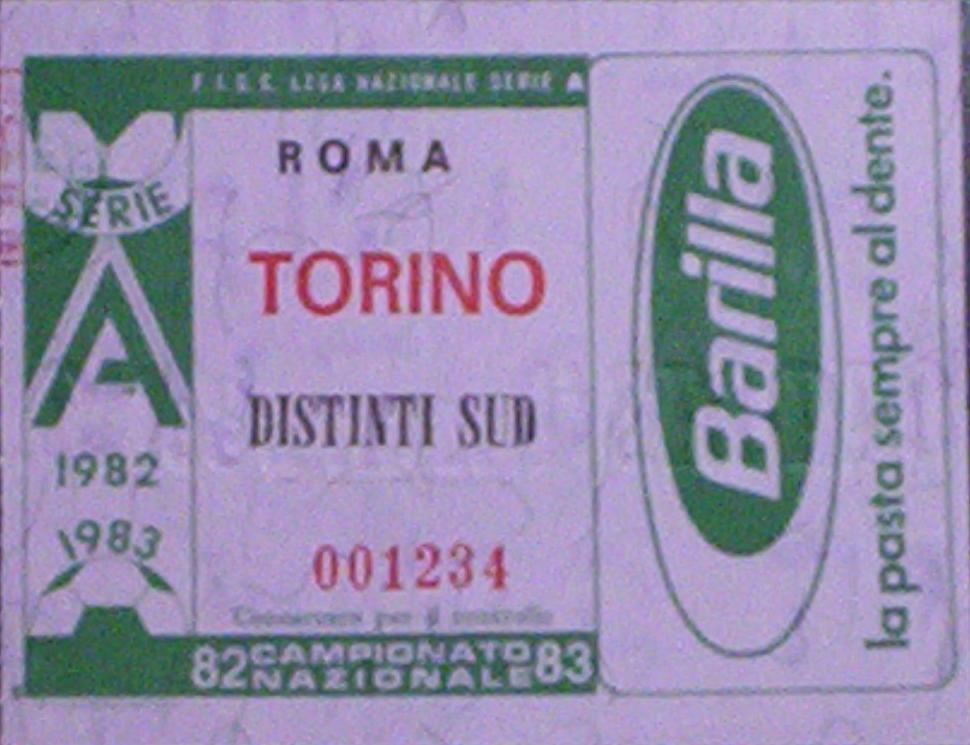 F.I.G.C. LEGA NAZIONALE SERIE A
SERIE
A
1982
1983
ROMA
TORINO
DISTINTI SUD
001234
Conservare per il controllo
82 CAMPIONATO NAZIONALE 83
Barilla
la pasta sempre al dente.